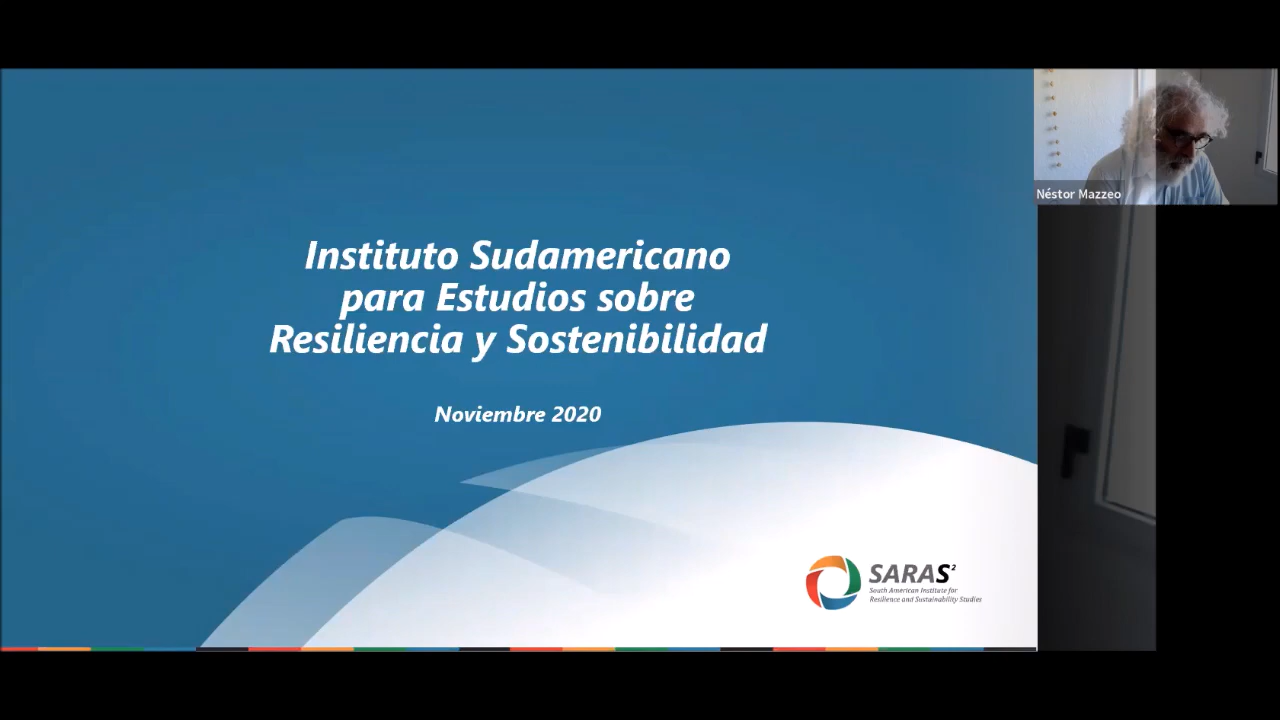 Néstor Mazzeo
Instituto Sudamericano
para Estudios sobre
Resiliencia y Sostenibilidad
Noviembre 2020
SARAS²
South American Institute for
Resilience and Sustainability Studies